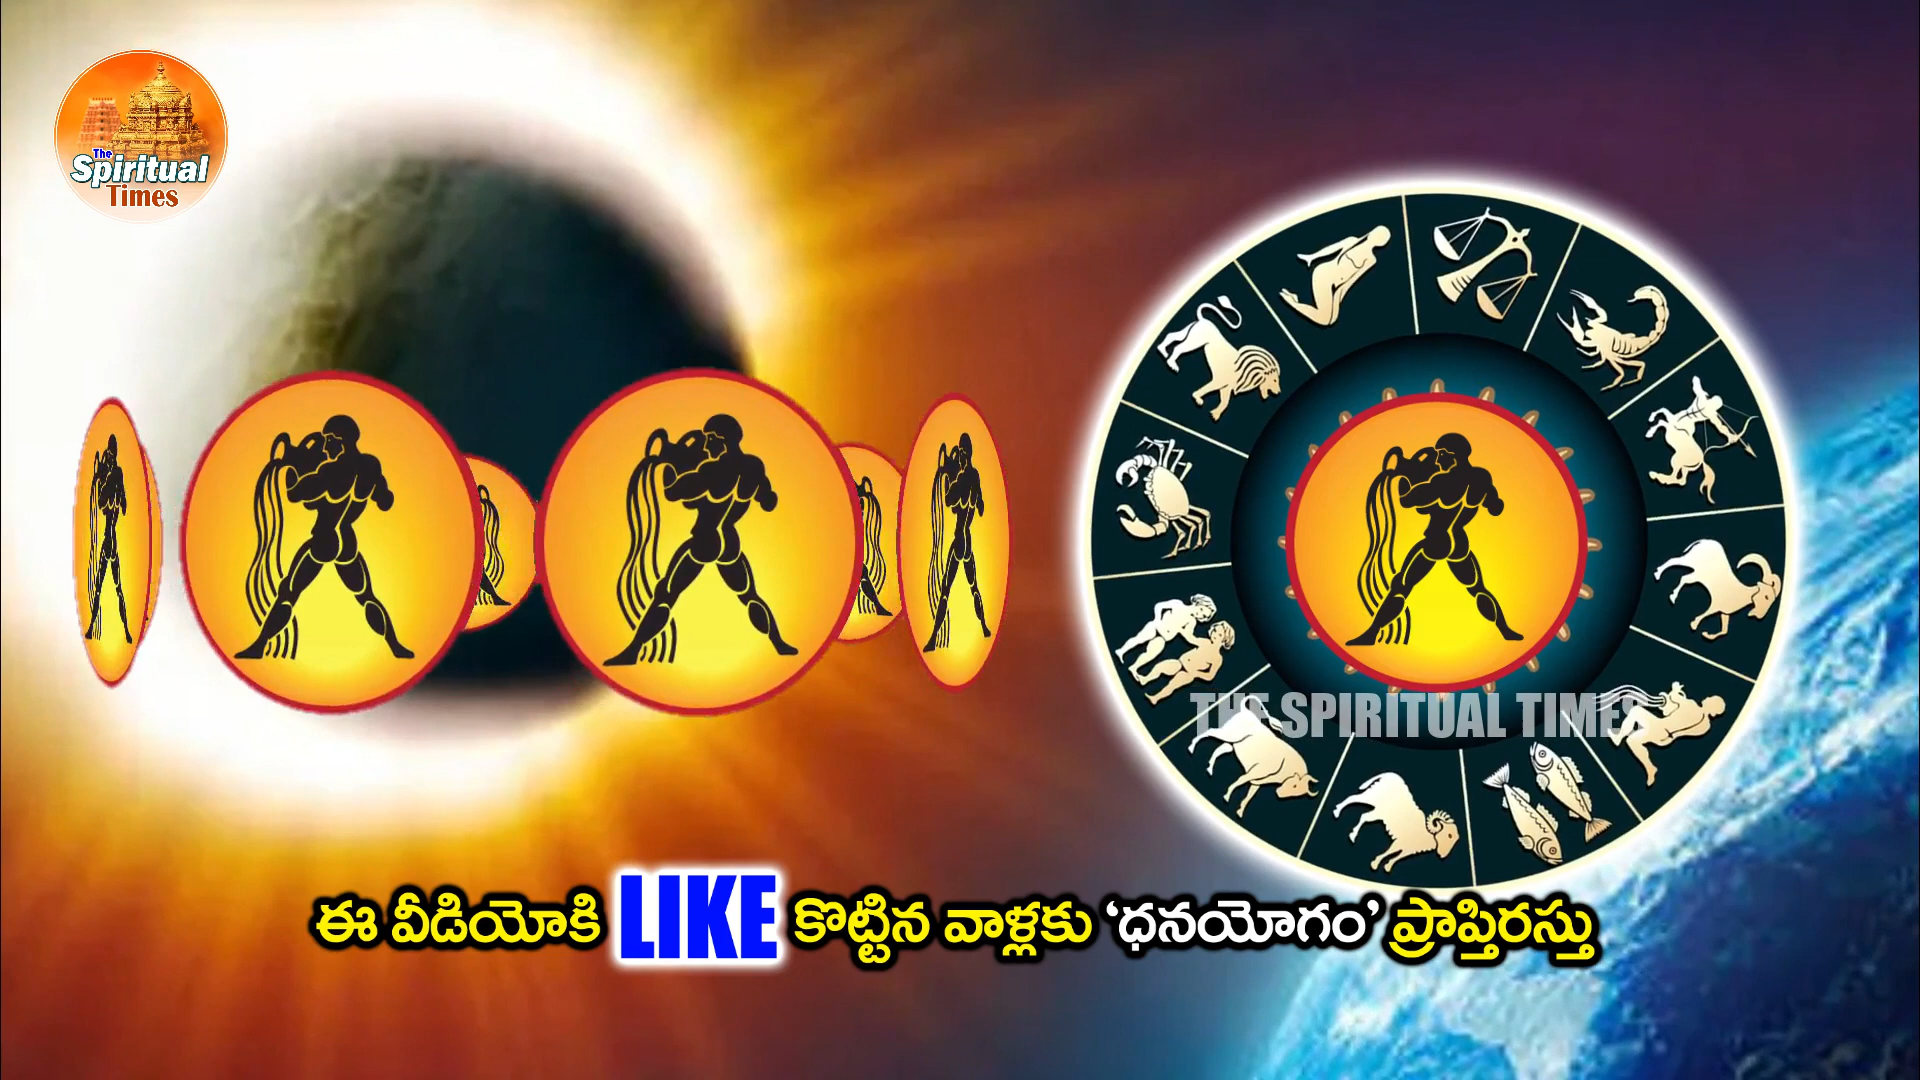 The
Spiritual
Times
THE SPIRITUAL TIMES
ఈ వీడియోకి LIKE కొట్టిన వాళ్లకు ‘ధనయోగం’ ప్రాప్తిరస్తు